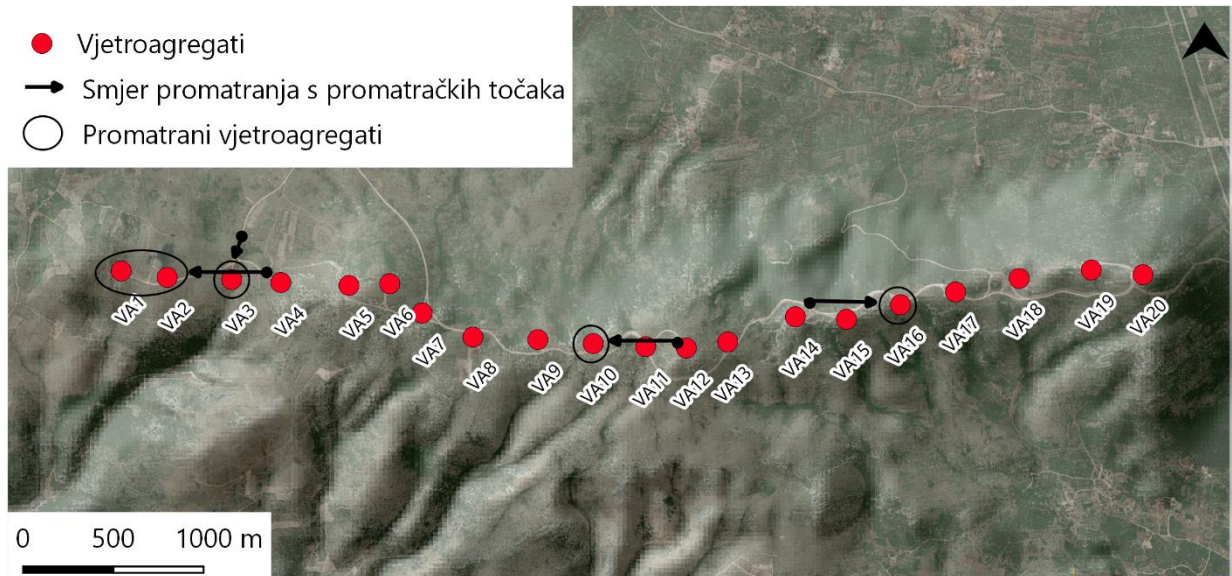 Vjetroagregati
Smjer promatranja s promatračkih točaka
Promatrani vjetroagregati
VA1
VA2
VA3
VA4
VA5
VA6
VA7
VA8
VA9
VA10
VA11
VA12
VA13
VA14
VA15
VA16
VA17
VA18
VA19
VA20
0 500 1000 m